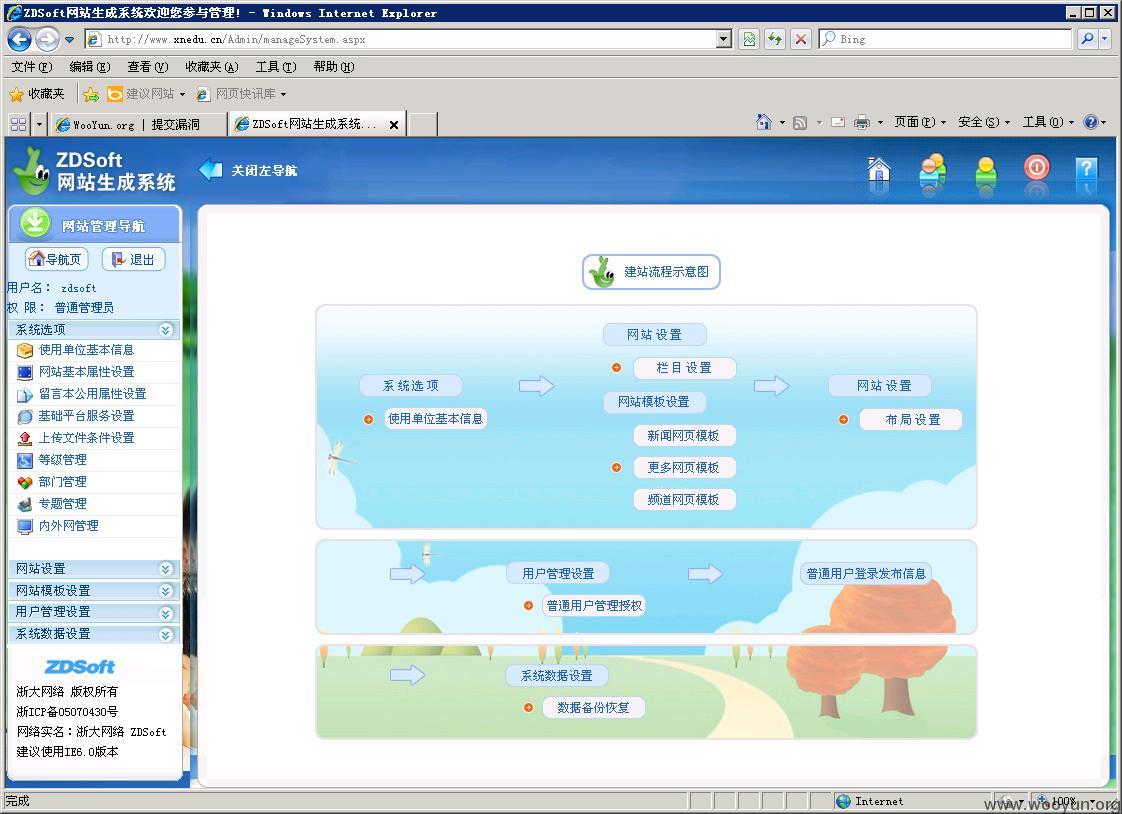 ZDSoft网站生成系统欢迎您参与管理! - Windows Internet Explorer
http://www.xnedu.cn/Admin/manageSystem.aspx
Bing
文件(F) 编辑(E) 查看(V) 收藏夹(A) 工具(T) 帮助(H)
收藏夹 建议网站 网页快讯库
WooYun.org | 提交漏洞
ZDSoft网站生成系统...
页面(P) 安全(S) 工具(O)
ZDSoft
网站生成系统
关闭左导航
网站管理导航
导航页 退出
用户名: zdsoft
权 限: 普通管理员
系统选项
使用单位基本信息
网站基本属性设置
留言本公用属性设置
基础平台服务设置
上传文件条件设置
等级管理
部门管理
专题管理
内外网管理
网站设置
网站模板设置
用户管理设置
系统数据设置
ZDSoft
浙大网络 版权所有
浙ICP备05070430号
网络实名:浙大网络 ZDSoft
建议使用IE6.0版本
建站流程示意图
系统选项
使用单位基本信息
网站设置
栏目设置
网站模板设置
新闻网页模板
更多网页模板
频道网页模板
网站设置
布局设置
用户管理设置
普通用户管理授权
普通用户登录发布信息
系统数据设置
数据备份恢复
完成
Internet
100%
www.wooyun.org